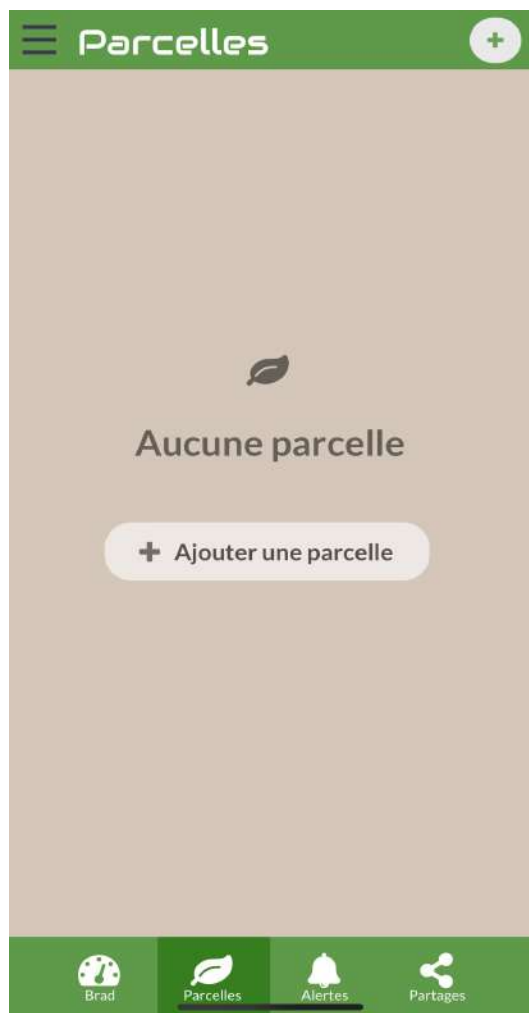 Parcelles
Aucune parcelle
+ Ajouter une parcelle
Brad
Parcelles
Alertes
Partages